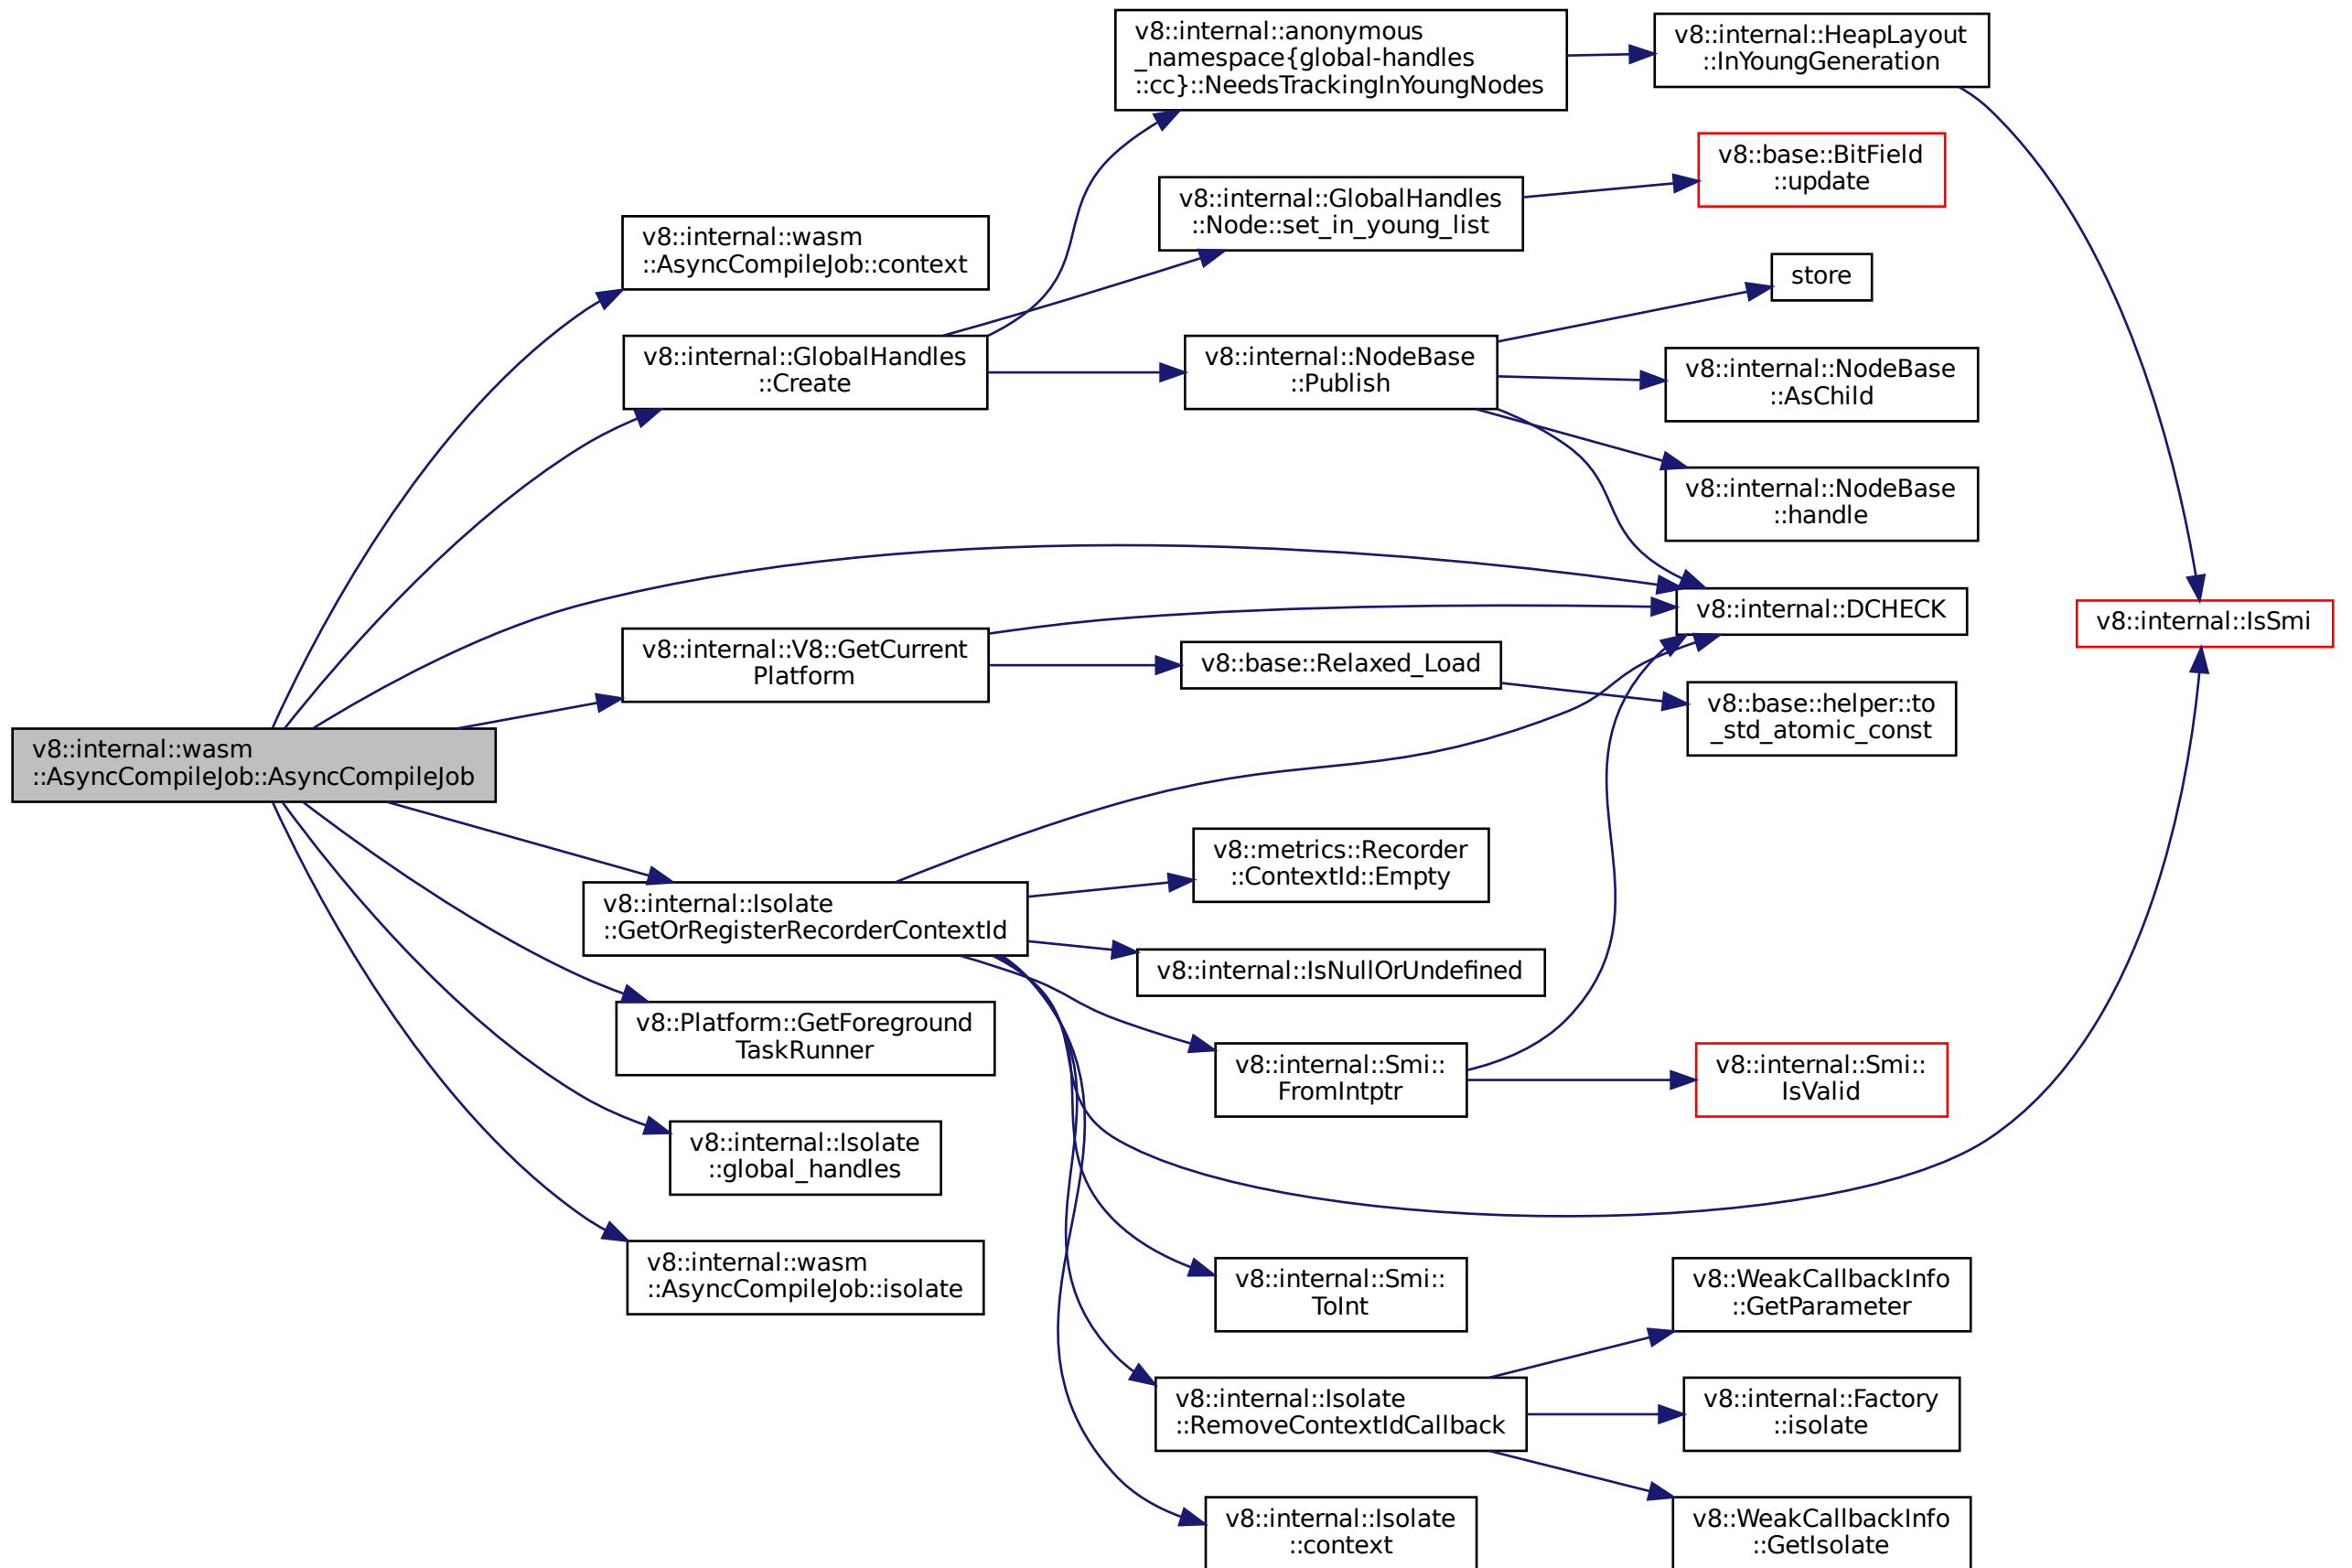 v8::internal::wasm
::AsyncCompileJob::AsyncCompileJob
v8::internal::wasm
::AsyncCompileJob::context
v8::internal::GlobalHandles
::Create
v8::internal::V8::GetCurrent
Platform
v8::internal::Isolate
::GetOrRegisterRecorderContextId
v8::Platform::GetForeground
TaskRunner
v8::internal::Isolate
::global_handles
v8::internal::wasm
::AsyncCompileJob::isolate
v8::internal::anonymous
_namespace{global-handles
::cc}::NeedsTrackingInYoungNodes
v8::internal::GlobalHandles
::Node::set_in_young_list
v8::internal::NodeBase
::Publish
v8::base::Relaxed_Load
v8::metrics::Recorder
::ContextId::Empty
v8::internal::IsNullOrUndefined
v8::internal::Smi::
FromIntptr
v8::internal::Smi::
ToInt
v8::internal::Isolate
::RemoveContextIdCallback
v8::internal::Isolate
::context
v8::internal::HeapLayout
::InYoungGeneration
v8::base::BitField
::update
store
v8::internal::NodeBase
::AsChild
v8::internal::NodeBase
::handle
v8::internal::DCHECK
v8::base::helper::to
_std_atomic_const
v8::internal::Smi::
IsValid
v8::WeakCallbackInfo
::GetParameter
v8::internal::Factory
::isolate
v8::WeakCallbackInfo
::GetIsolate
v8::internal::IsSmi